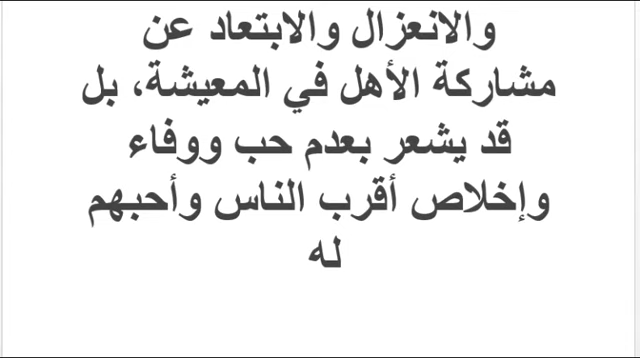 والانعزال والابتعاد عن
مشاركة الأهل في المعيشة، بل
قد يشعر بعدم حب ووفاء
وإخلاص أقرب الناس وأحبهم
له